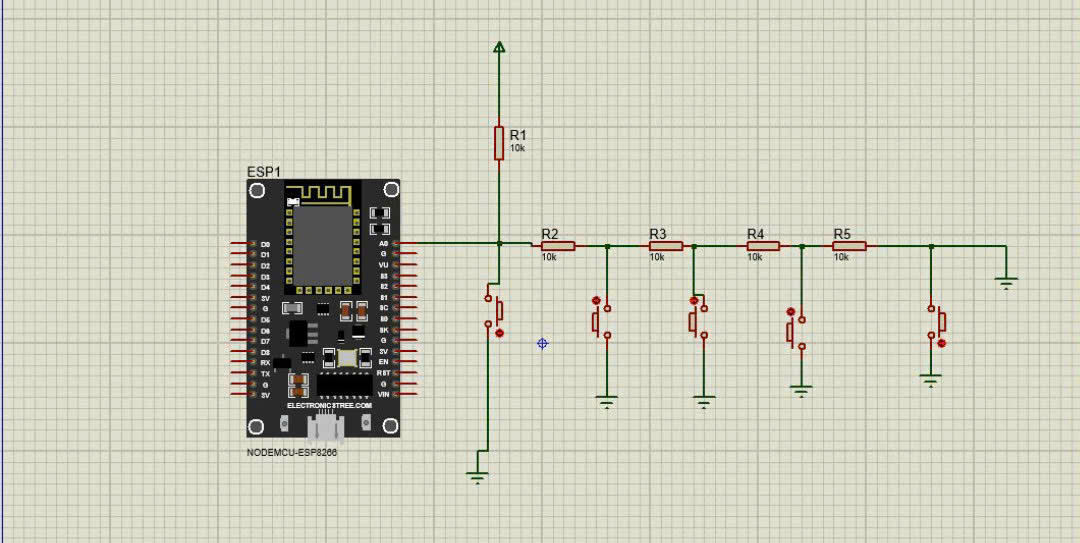 R1
10k
ESP1
R2
R3
R4
R5
10k
10k
10k
10k
D0
D1
D2
D3
D4
3V
G
D5
D6
D7
D8
RX
TX
G
3V
A0
G
VU
S3
S2
S1
SC
S0
SK
G
3V
EN
RST
G
VIN
ELECTRONICSTREE.COM
NODEMCU-ESP8266